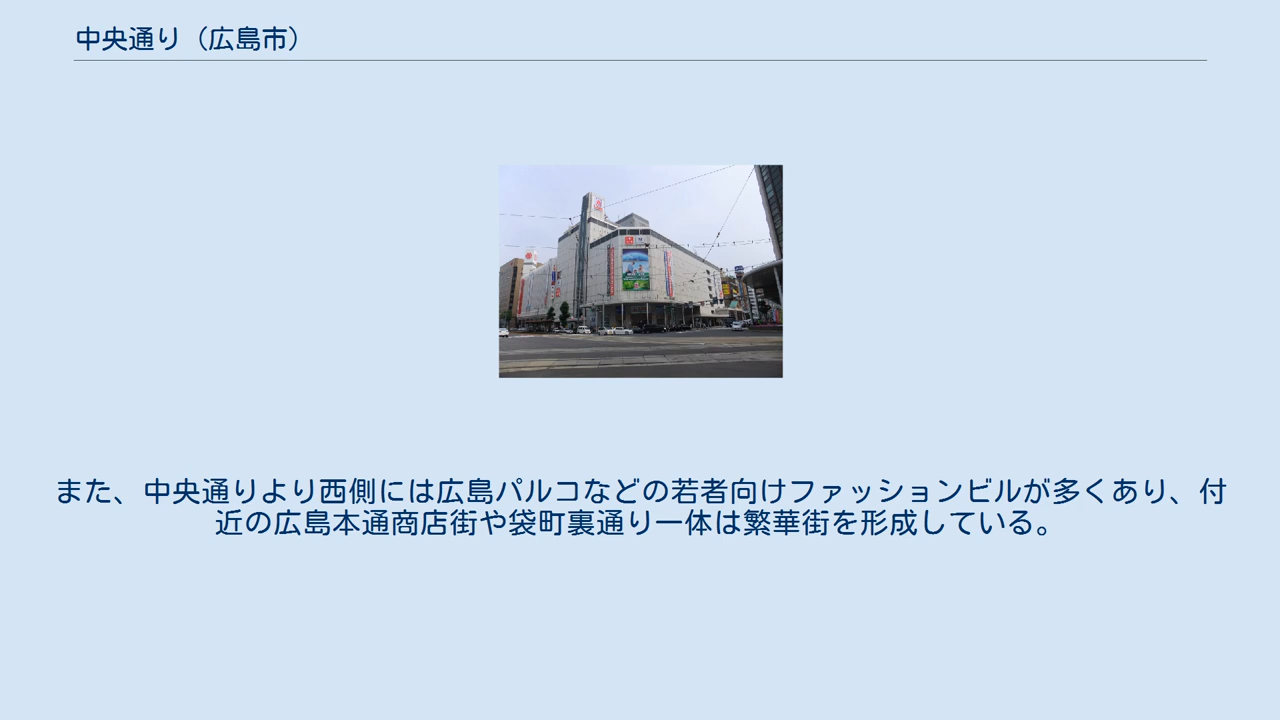 中央通り（広島市）
また、中央通りより西側には広島パルコなどの若者向けファッションビルが多くあり、付
近の広島本通商店街や袋町裏通り一体は繁華街を形成している。